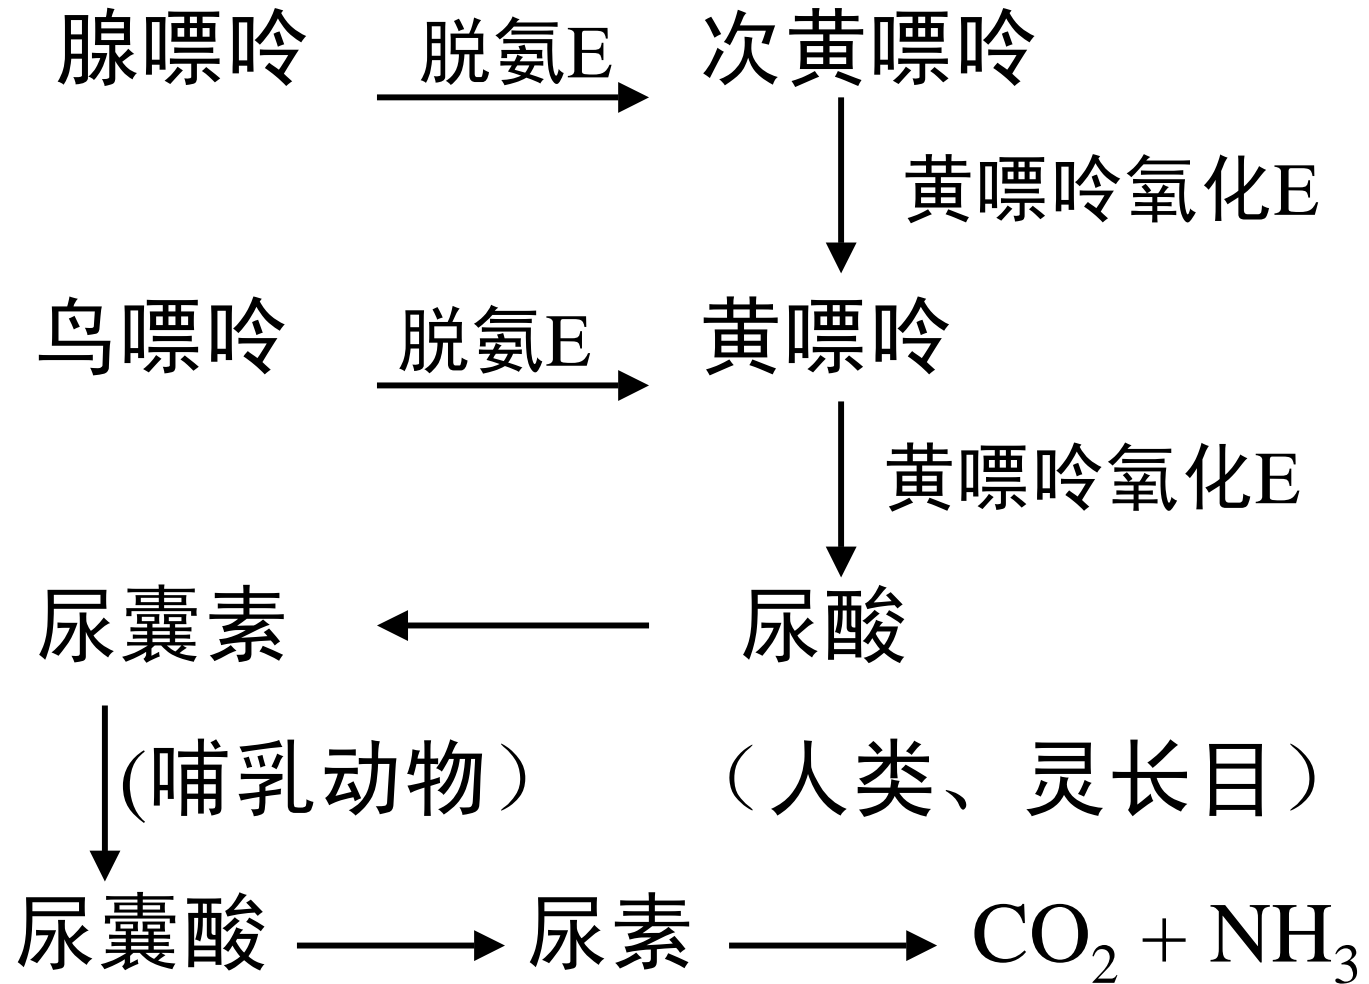 腺嘌呤 脱氨E 次黄嘌呤
黄嘌呤氧化E
鸟嘌呤 脱氨E 黄嘌呤
黄嘌呤氧化E
尿囊素 尿酸
(哺乳动物） （人类、灵长目）
尿囊酸 尿素 CO₂ + NH₃